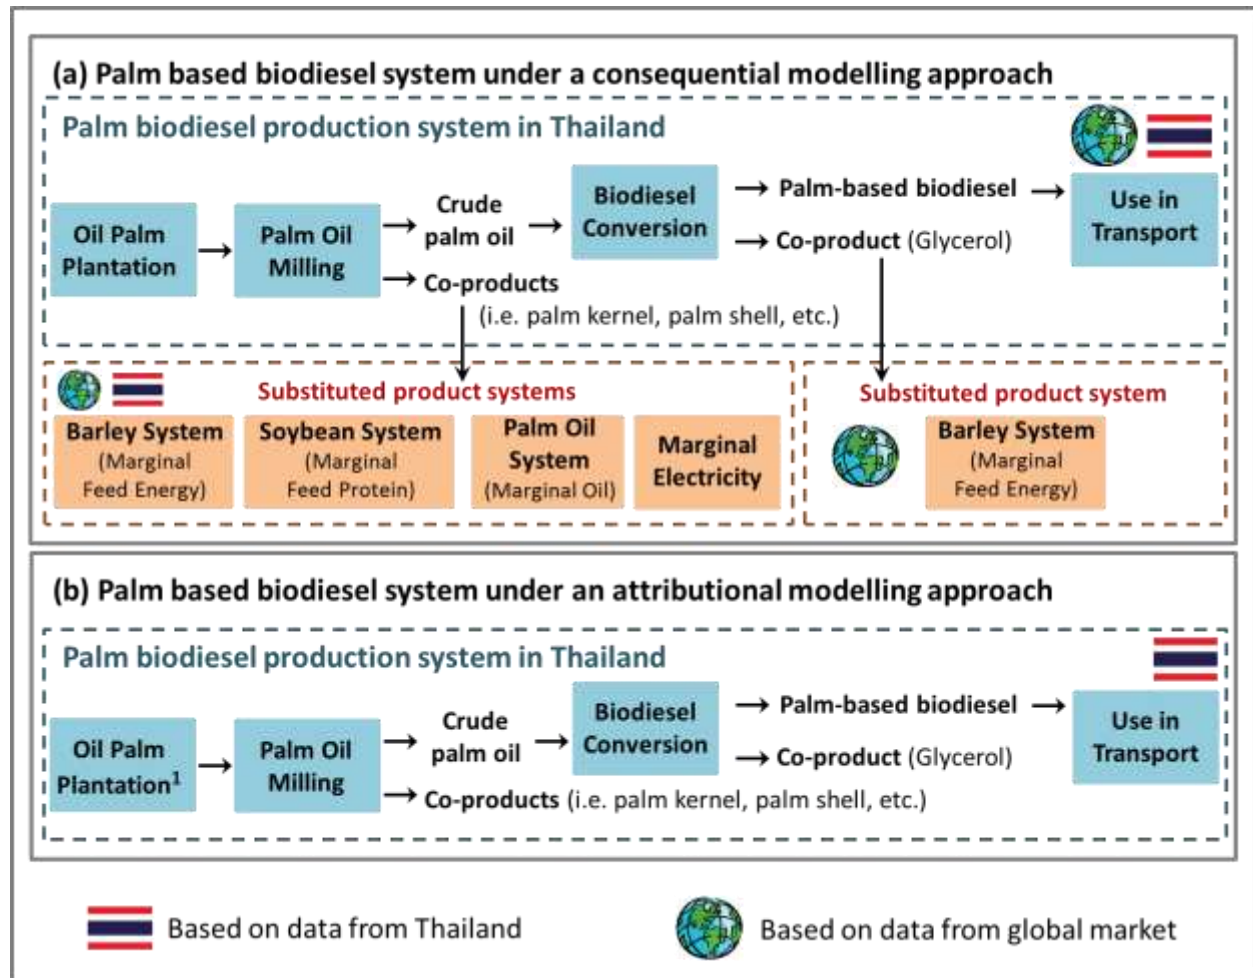 (a) Palm based biodiesel system under a consequential modelling approach
Palm biodiesel production system in Thailand
Oil Palm
Plantation
Palm Oil
Milling
Crude
palm oil
Co-products
(i.e. palm kernel, palm shell, etc.)
Biodiesel
Conversion
Palm-based biodiesel
Co-product (Glycerol)
Use in
Transport
Substituted product systems
Barley System
(Marginal
Feed Energy)
Soybean System
(Marginal
Feed Protein)
Palm Oil
System
(Marginal Oil)
Marginal
Electricity
Substituted product system
Barley System
(Marginal
Feed Energy)
(b) Palm based biodiesel system under an attributional modelling approach
Palm biodiesel production system in Thailand
Oil Palm
Plantation¹
Palm Oil
Milling
Crude
palm oil
Co-products (i.e. palm kernel, palm shell, etc.)
Biodiesel
Conversion
Palm-based biodiesel
Co-product (Glycerol)
Use in
Transport
Based on data from Thailand
Based on data from global market